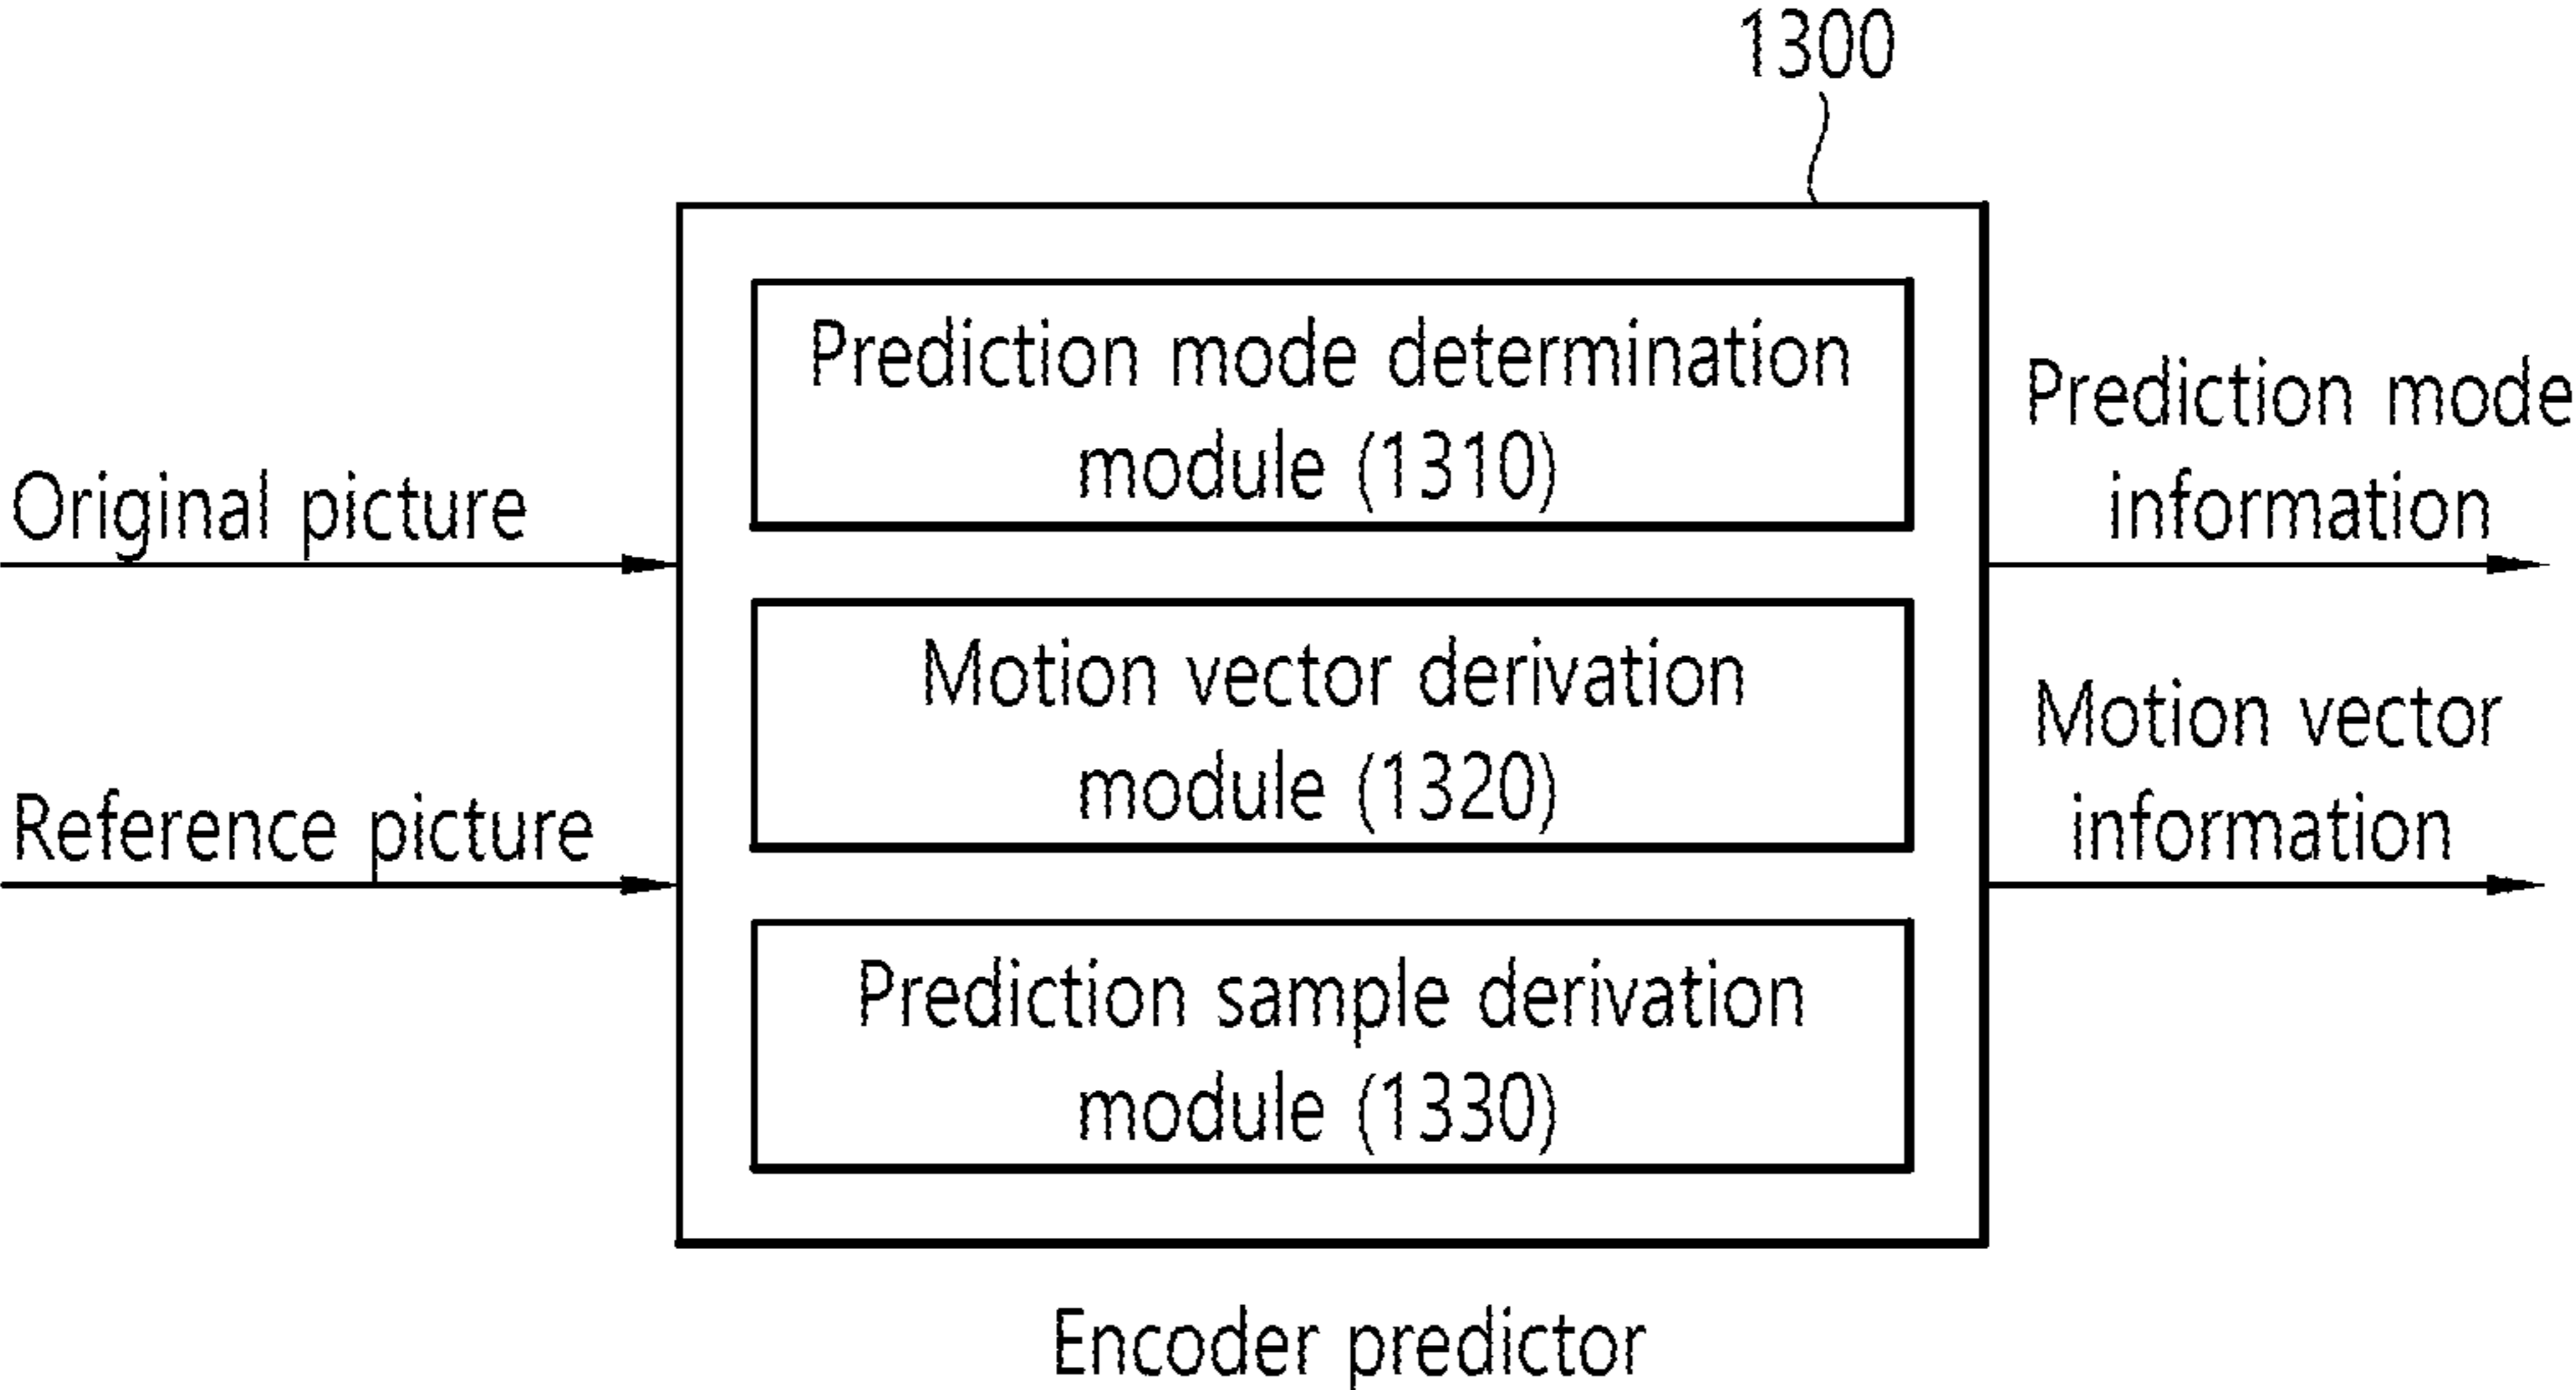 1300
Original picture
Reference picture
Prediction mode determination
module (1310)
Motion vector derivation
module (1320)
Prediction sample derivation
module (1330)
Prediction mode
information
Motion vector
information
Encoder predictor